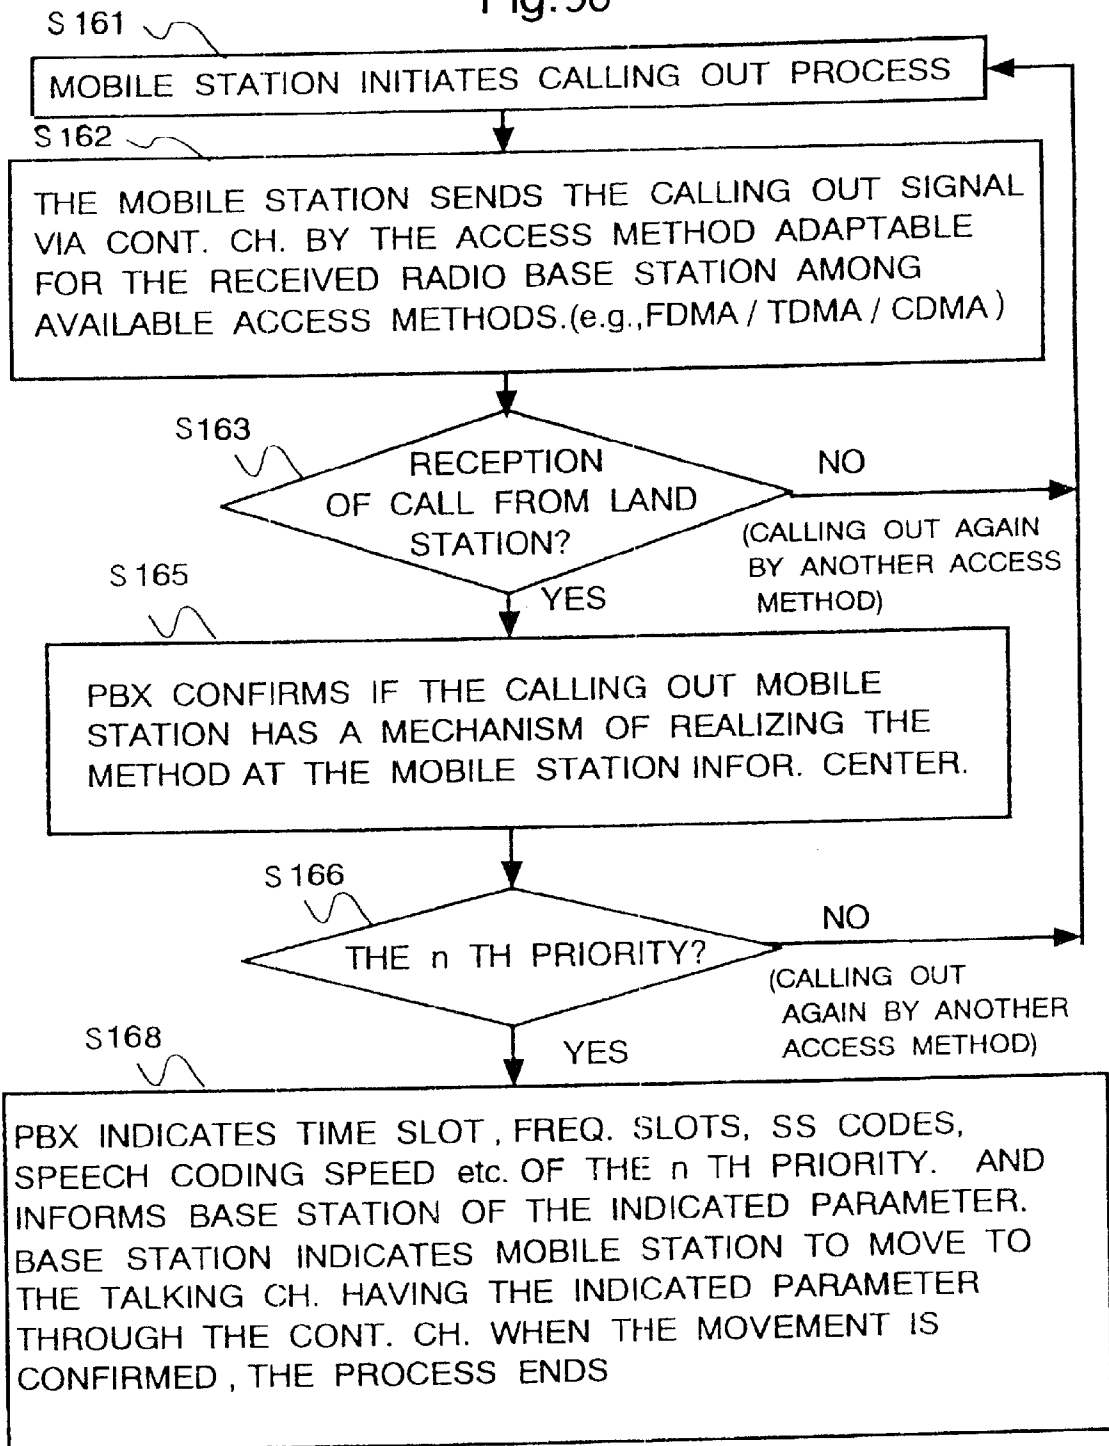 S161
MOBILE STATION INITIATES CALLING OUT PROCESS
S162
THE MOBILE STATION SENDS THE CALLING OUT SIGNAL
VIA CONT. CH. BY THE ACCESS METHOD ADAPTABLE
FOR THE RECEIVED RADIO BASE STATION AMONG
AVAILABLE ACCESS METHODS.(e.g.,FDMA / TDMA / CDMA )
S163
RECEPTION
OF CALL FROM LAND
STATION?
NO
(CALLING OUT AGAIN
BY ANOTHER ACCESS
METHOD)
YES
S165
PBX CONFIRMS IF THE CALLING OUT MOBILE
STATION HAS A MECHANISM OF REALIZING THE
METHOD AT THE MOBILE STATION INFOR. CENTER.
S166
THE n TH PRIORITY?
NO
(CALLING OUT
AGAIN BY ANOTHER
ACCESS METHOD)
YES
S168
PBX INDICATES TIME SLOT , FREQ. SLOTS, SS CODES,
SPEECH CODING SPEED etc. OF THE n TH PRIORITY. AND
INFORMS BASE STATION OF THE INDICATED PARAMETER.
BASE STATION INDICATES MOBILE STATION TO MOVE TO
THE TALKING CH. HAVING THE INDICATED PARAMETER
THROUGH THE CONT. CH. WHEN THE MOVEMENT IS
CONFIRMED , THE PROCESS ENDS